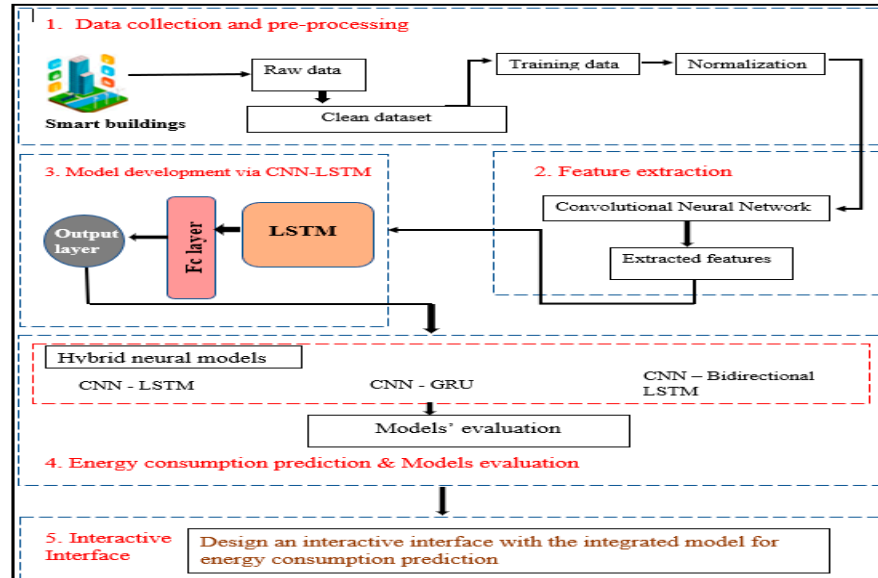 1. Data collection and pre-processing
Raw data
Training data
Normalization
Smart buildings
Clean dataset
2. Feature extraction
Convolutional Neural Network
Extracted features
3. Model development via CNN-LSTM
LSTM
Fc layer
Output
layer
Hybrid neural models
CNN - LSTM
CNN - GRU
CNN – Bidirectional
LSTM
Models’ evaluation
4. Energy consumption prediction & Models evaluation
5. Interactive
Interface
Design an interactive interface with the integrated model for
energy consumption prediction